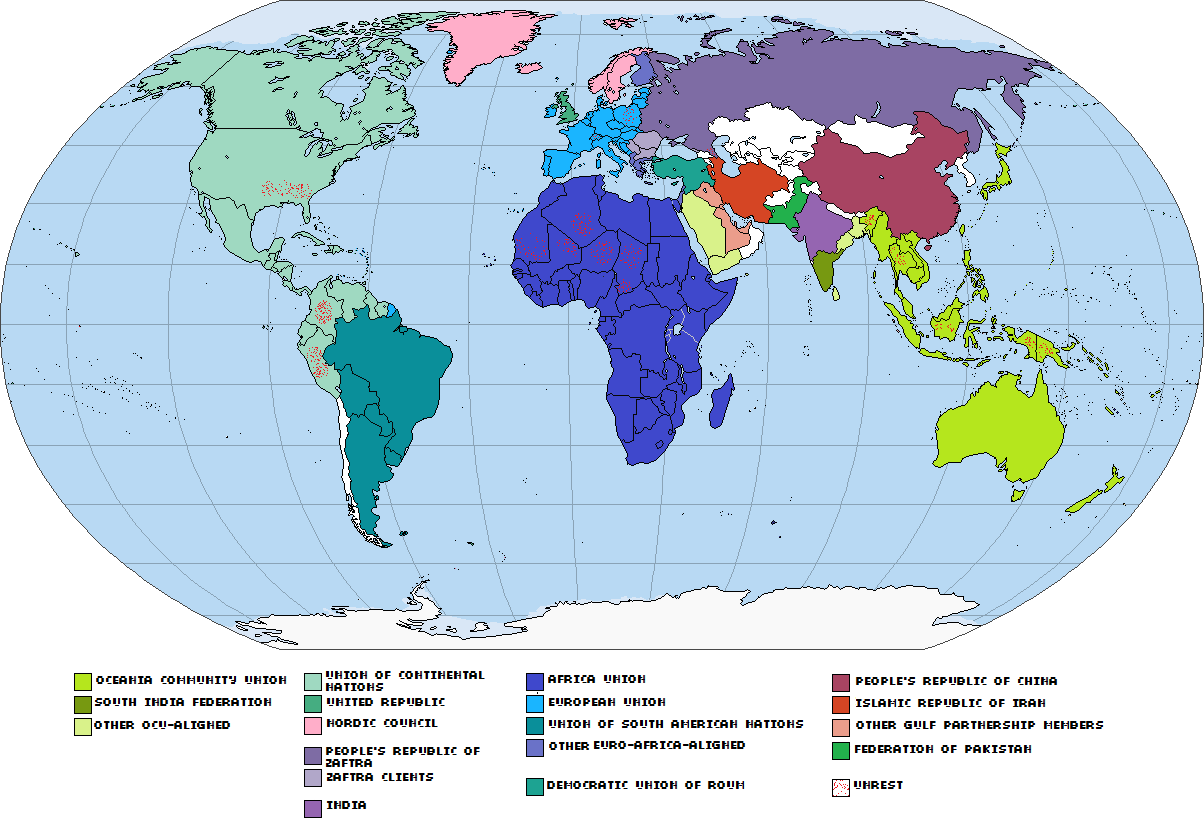 OCEANIA COMMUNITY UNION
SOUTH INDIA FEDERATION
OTHER OCU-ALIGNED
UNION OF CONTINENTAL
NATIONS
UNITED REPUBLIC
NORDIC COUNCIL
PEOPLE'S REPUBLIC OF
ZAFTRA
ZAFTRA CLIENTS
INDIA
AFRICA UNION
EUROPEAN UNION
UNION OF SOUTH AMERICAN NATIONS
OTHER EURO-AFRICA-ALIGNED
DEMOCRATIC UNION OF ROUM
PEOPLE'S REPUBLIC OF CHINA
ISLAMIC REPUBLIC OF IRAN
OTHER GULF PARTNERSHIP MEMBERS
FEDERATION OF PAKISTAN
UNREST